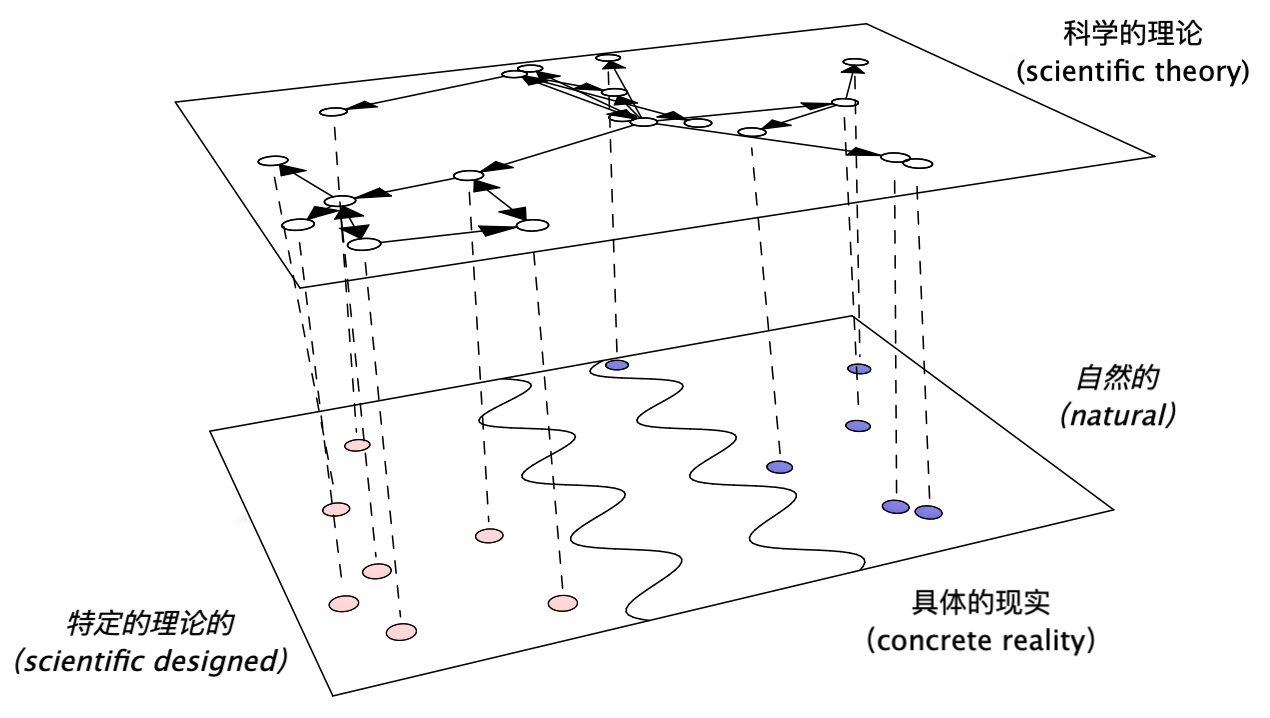 科学的理论
(scientific theory)
自然的
(natural)
具体的现实
(concrete reality)
特定的理论的
(scientific designed)